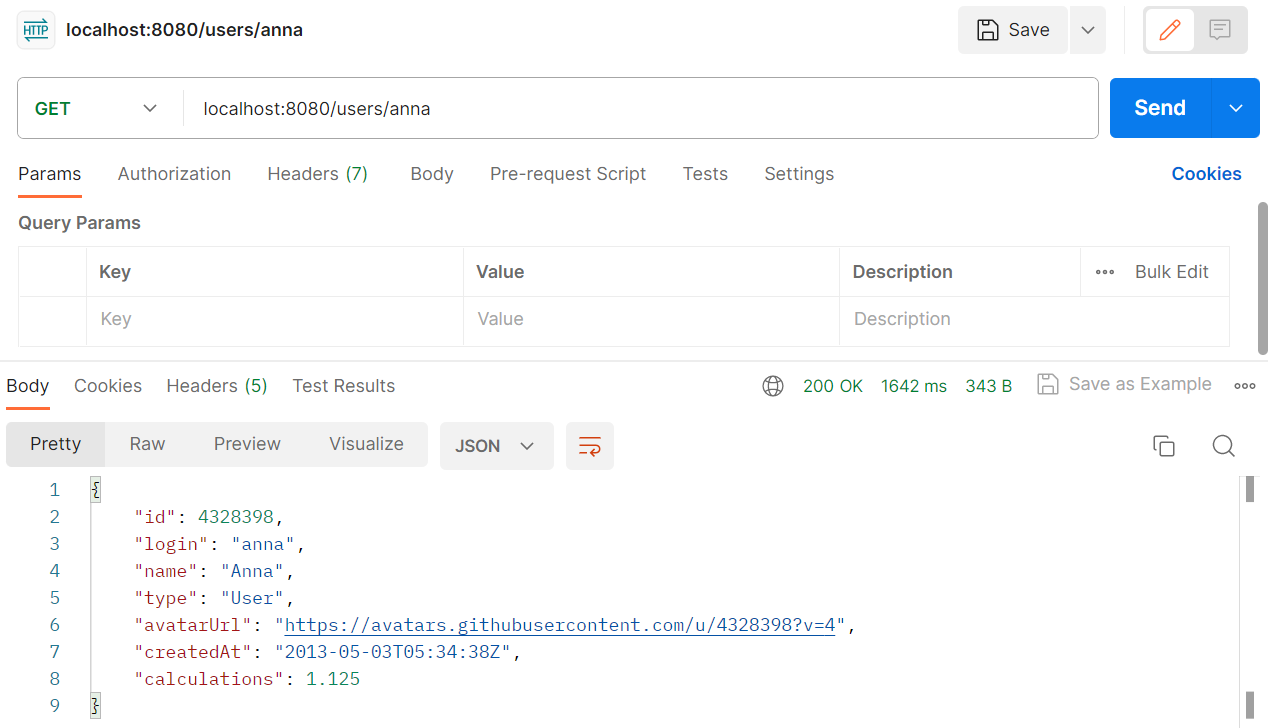 HTTP localhost:8080/users/anna Save
GET localhost:8080/users/anna Send
Params Authorization Headers (7) Body Pre-request Script Tests Settings Cookies
Query Params
Key Value Description Bulk Edit
Key Value Description
Body Cookies Headers (5) Test Results 200 OK 1642 ms 343 B Save as Example
Pretty Raw Preview Visualize JSON
1 {
2 "id": 4328398,
3 "login": "anna",
4 "name": "Anna",
5 "type": "User",
6 "avatarUrl": "https://avatars.githubusercontent.com/u/4328398?v=4",
7 "createdAt": "2013-05-03T05:34:38Z",
8 "calculations": 1.125
9 }